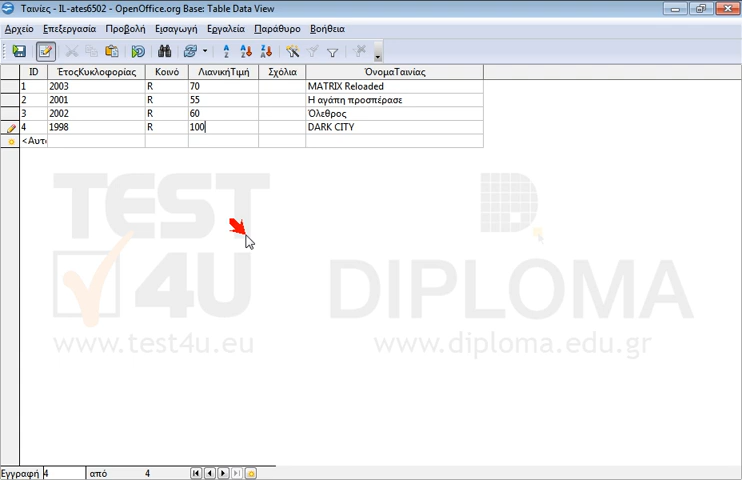 Ταινίες - IL-ates6502 - OpenOffice.org Base: Table Data View
Αρχείο Επεξεργασία Προβολή Εισαγωγή Εργαλεία Παράθυρο Βοήθεια
ID ΈτοςΚυκλοφορίας Κοινό ΛιανικήΤιμή Σχόλια ΌνομαΤαινίας
1 2003 R 70 MATRIX Reloaded
2 2001 R 55 Η αγάπη προσπέρασε
3 2002 R 60 Όλεθρος
4 1998 R 100 DARK CITY
<Αυτ
TEST
4U
DIPLOMA
www.test4u.eu www.diploma.edu.gr
Εγγραφή 4 από 4